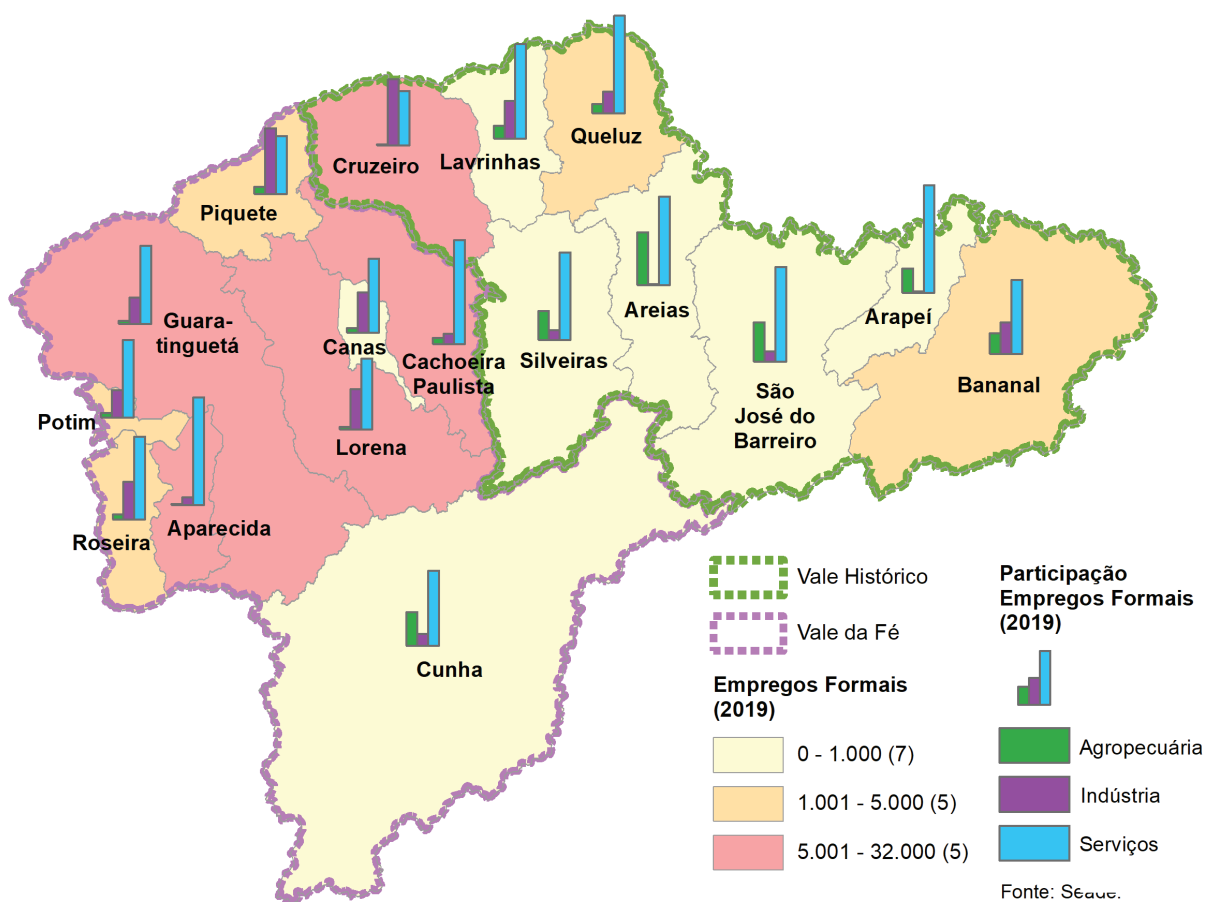 Queluz
Lavrinhas
Cruzeiro
Piquete
Guara-
tinguetá
Canas
Cachoeira
Paulista
Silveiras
Areias
Arapeí
São
José do
Barreiro
Bananal
Potim
Lorena
Roseira
Aparecida
Cunha
Vale Histórico
Vale da Fé
Empregos Formais
(2019)
0 - 1.000 (7)
1.001 - 5.000 (5)
5.001 - 32.000 (5)
Participação
Empregos Formais
(2019)
Agropecuária
Indústria
Serviços
Fonte: Seade.